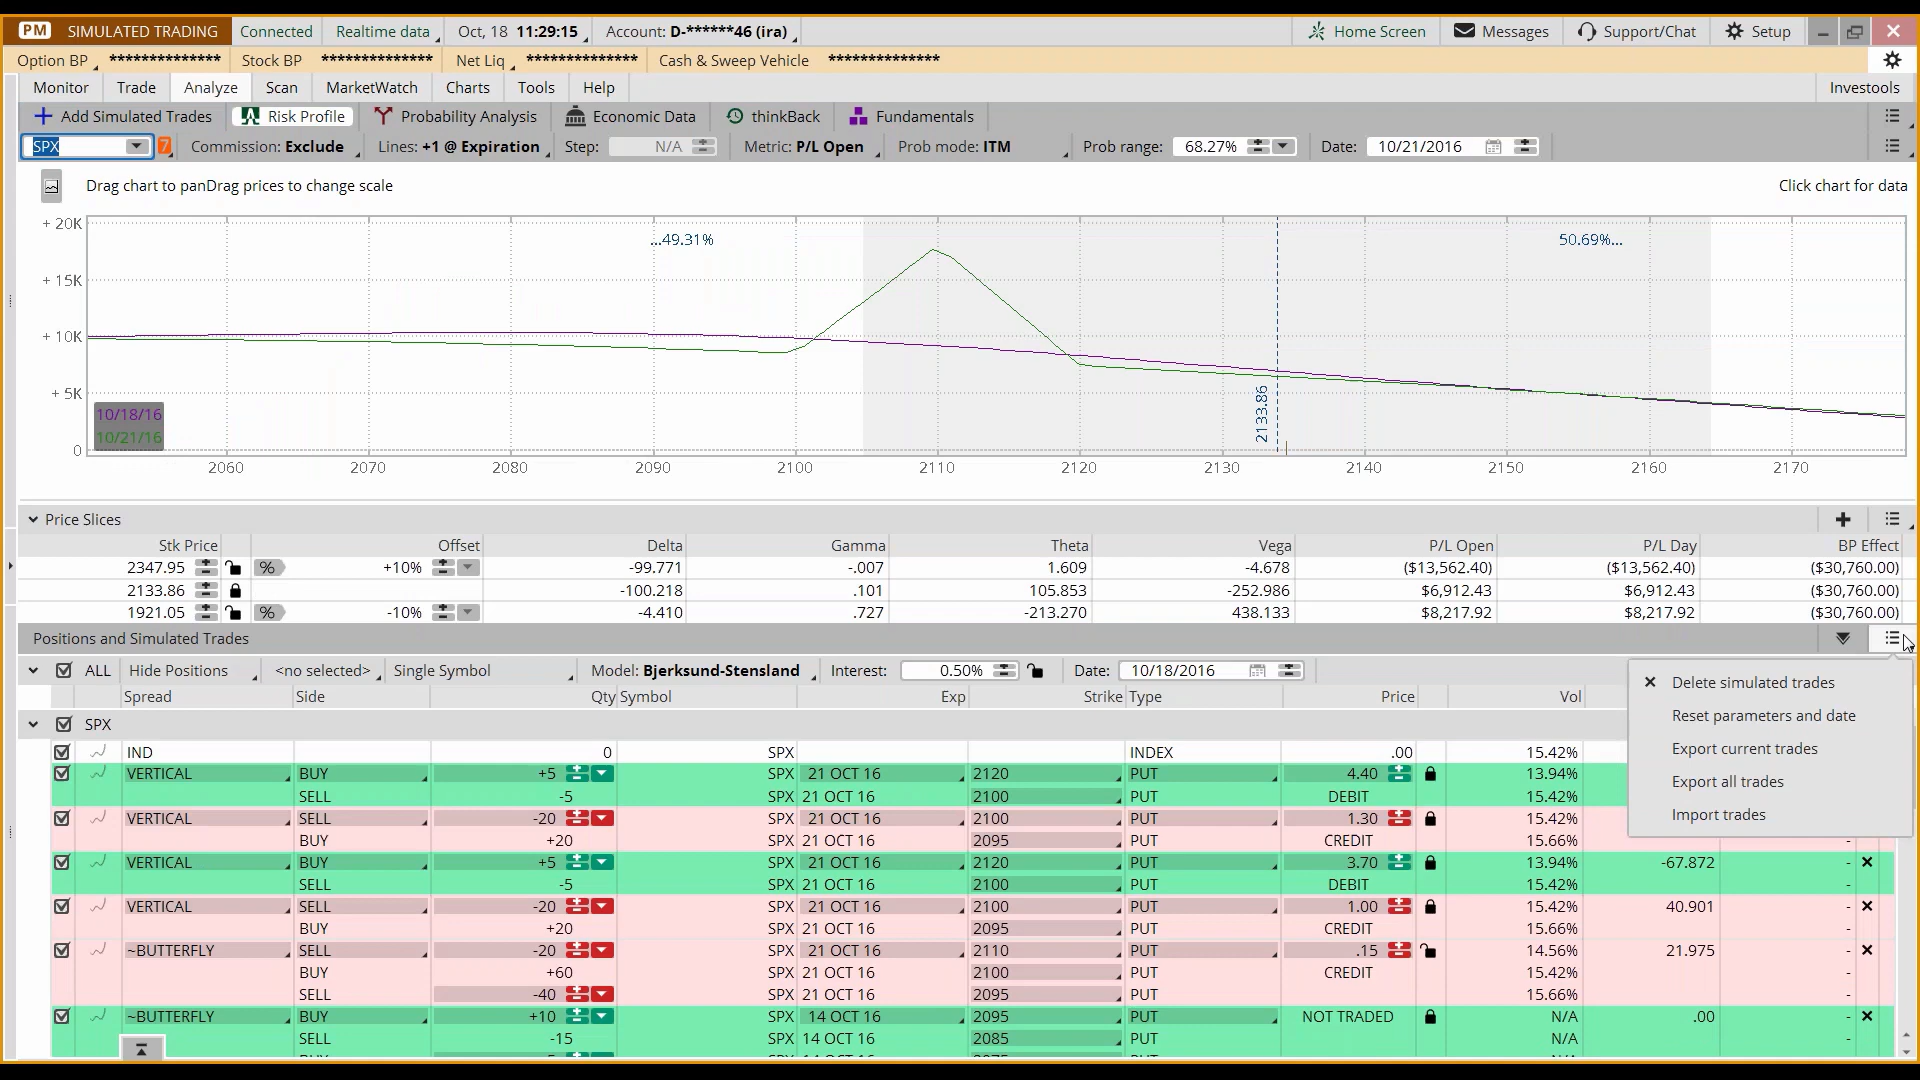 PM SIMULATED TRADING Connected Realtime data Oct, 18 11:29:15 Account: D-******46 (ira) Home Screen Messages Support/Chat Setup
Option BP ************** Stock BP ************** Net Liq ************** Cash & Sweep Vehicle **************
Monitor Trade Analyze Scan MarketWatch Charts Tools Help Investools
Add Simulated Trades Risk Profile Probability Analysis Economic Data thinkBack Fundamentals
SPX 7 Commission: Exclude Lines: +1 @ Expiration Step: N/A Metric: P/L Open Prob mode: ITM Prob range: 68.27% Date: 10/21/2016
Drag chart to panDrag prices to change scale Click chart for data
+ 20K
...49.31% 50.69%...
+ 15K
+ 10K
+ 5K
2133.86
10/18/16
10/21/16
0
2060 2070 2080 2090 2100 2110 2120 2130 2140 2150 2160 2170
Price Slices
Stk Price Offset Delta Gamma Theta Vega P/L Open P/L Day BP Effect
2347.95 % +10% -99.771 -.007 1.609 -4.678 ($13,562.40) ($13,562.40) ($30,760.00)
2133.86 -100.218 .101 105.853 -252.986 $6,912.43 $6,912.43 ($30,760.00)
1921.05 % -10% -4.410 .727 -213.270 438.133 $8,217.92 $8,217.92 ($30,760.00)
Positions and Simulated Trades
ALL Hide Positions <no selected> Single Symbol Model: Bjerksund-Stensland Interest: 0.50% Date: 10/18/2016
Spread Side Qty Symbol Exp Strike Type Price Vol
Delete simulated trades
Reset parameters and date
Export current trades
Export all trades
Import trades
SPX
IND 0 SPX INDEX .00 15.42%
VERTICAL BUY +5 SPX 21 OCT 16 2120 PUT 4.40 13.94%
SELL -5 SPX 21 OCT 16 2100 PUT DEBIT 15.42%
VERTICAL SELL -20 SPX 21 OCT 16 2100 PUT 1.30 15.42%
BUY +20 SPX 21 OCT 16 2095 PUT CREDIT 15.66% -
VERTICAL BUY +5 SPX 21 OCT 16 2120 PUT 3.70 13.94% -67.872 -
SELL -5 SPX 21 OCT 16 2100 PUT DEBIT 15.42% -
VERTICAL SELL -20 SPX 21 OCT 16 2100 PUT 1.00 15.42% 40.901 -
BUY +20 SPX 21 OCT 16 2095 PUT CREDIT 15.66% -
~BUTTERFLY SELL -20 SPX 21 OCT 16 2110 PUT .15 14.56% 21.975 -
BUY +60 SPX 21 OCT 16 2100 PUT CREDIT 15.42% -
SELL -40 SPX 21 OCT 16 2095 PUT 15.66% -
~BUTTERFLY BUY +10 SPX 14 OCT 16 2095 PUT NOT TRADED N/A .00 -
SELL -15 SPX 14 OCT 16 2085 PUT N/A -